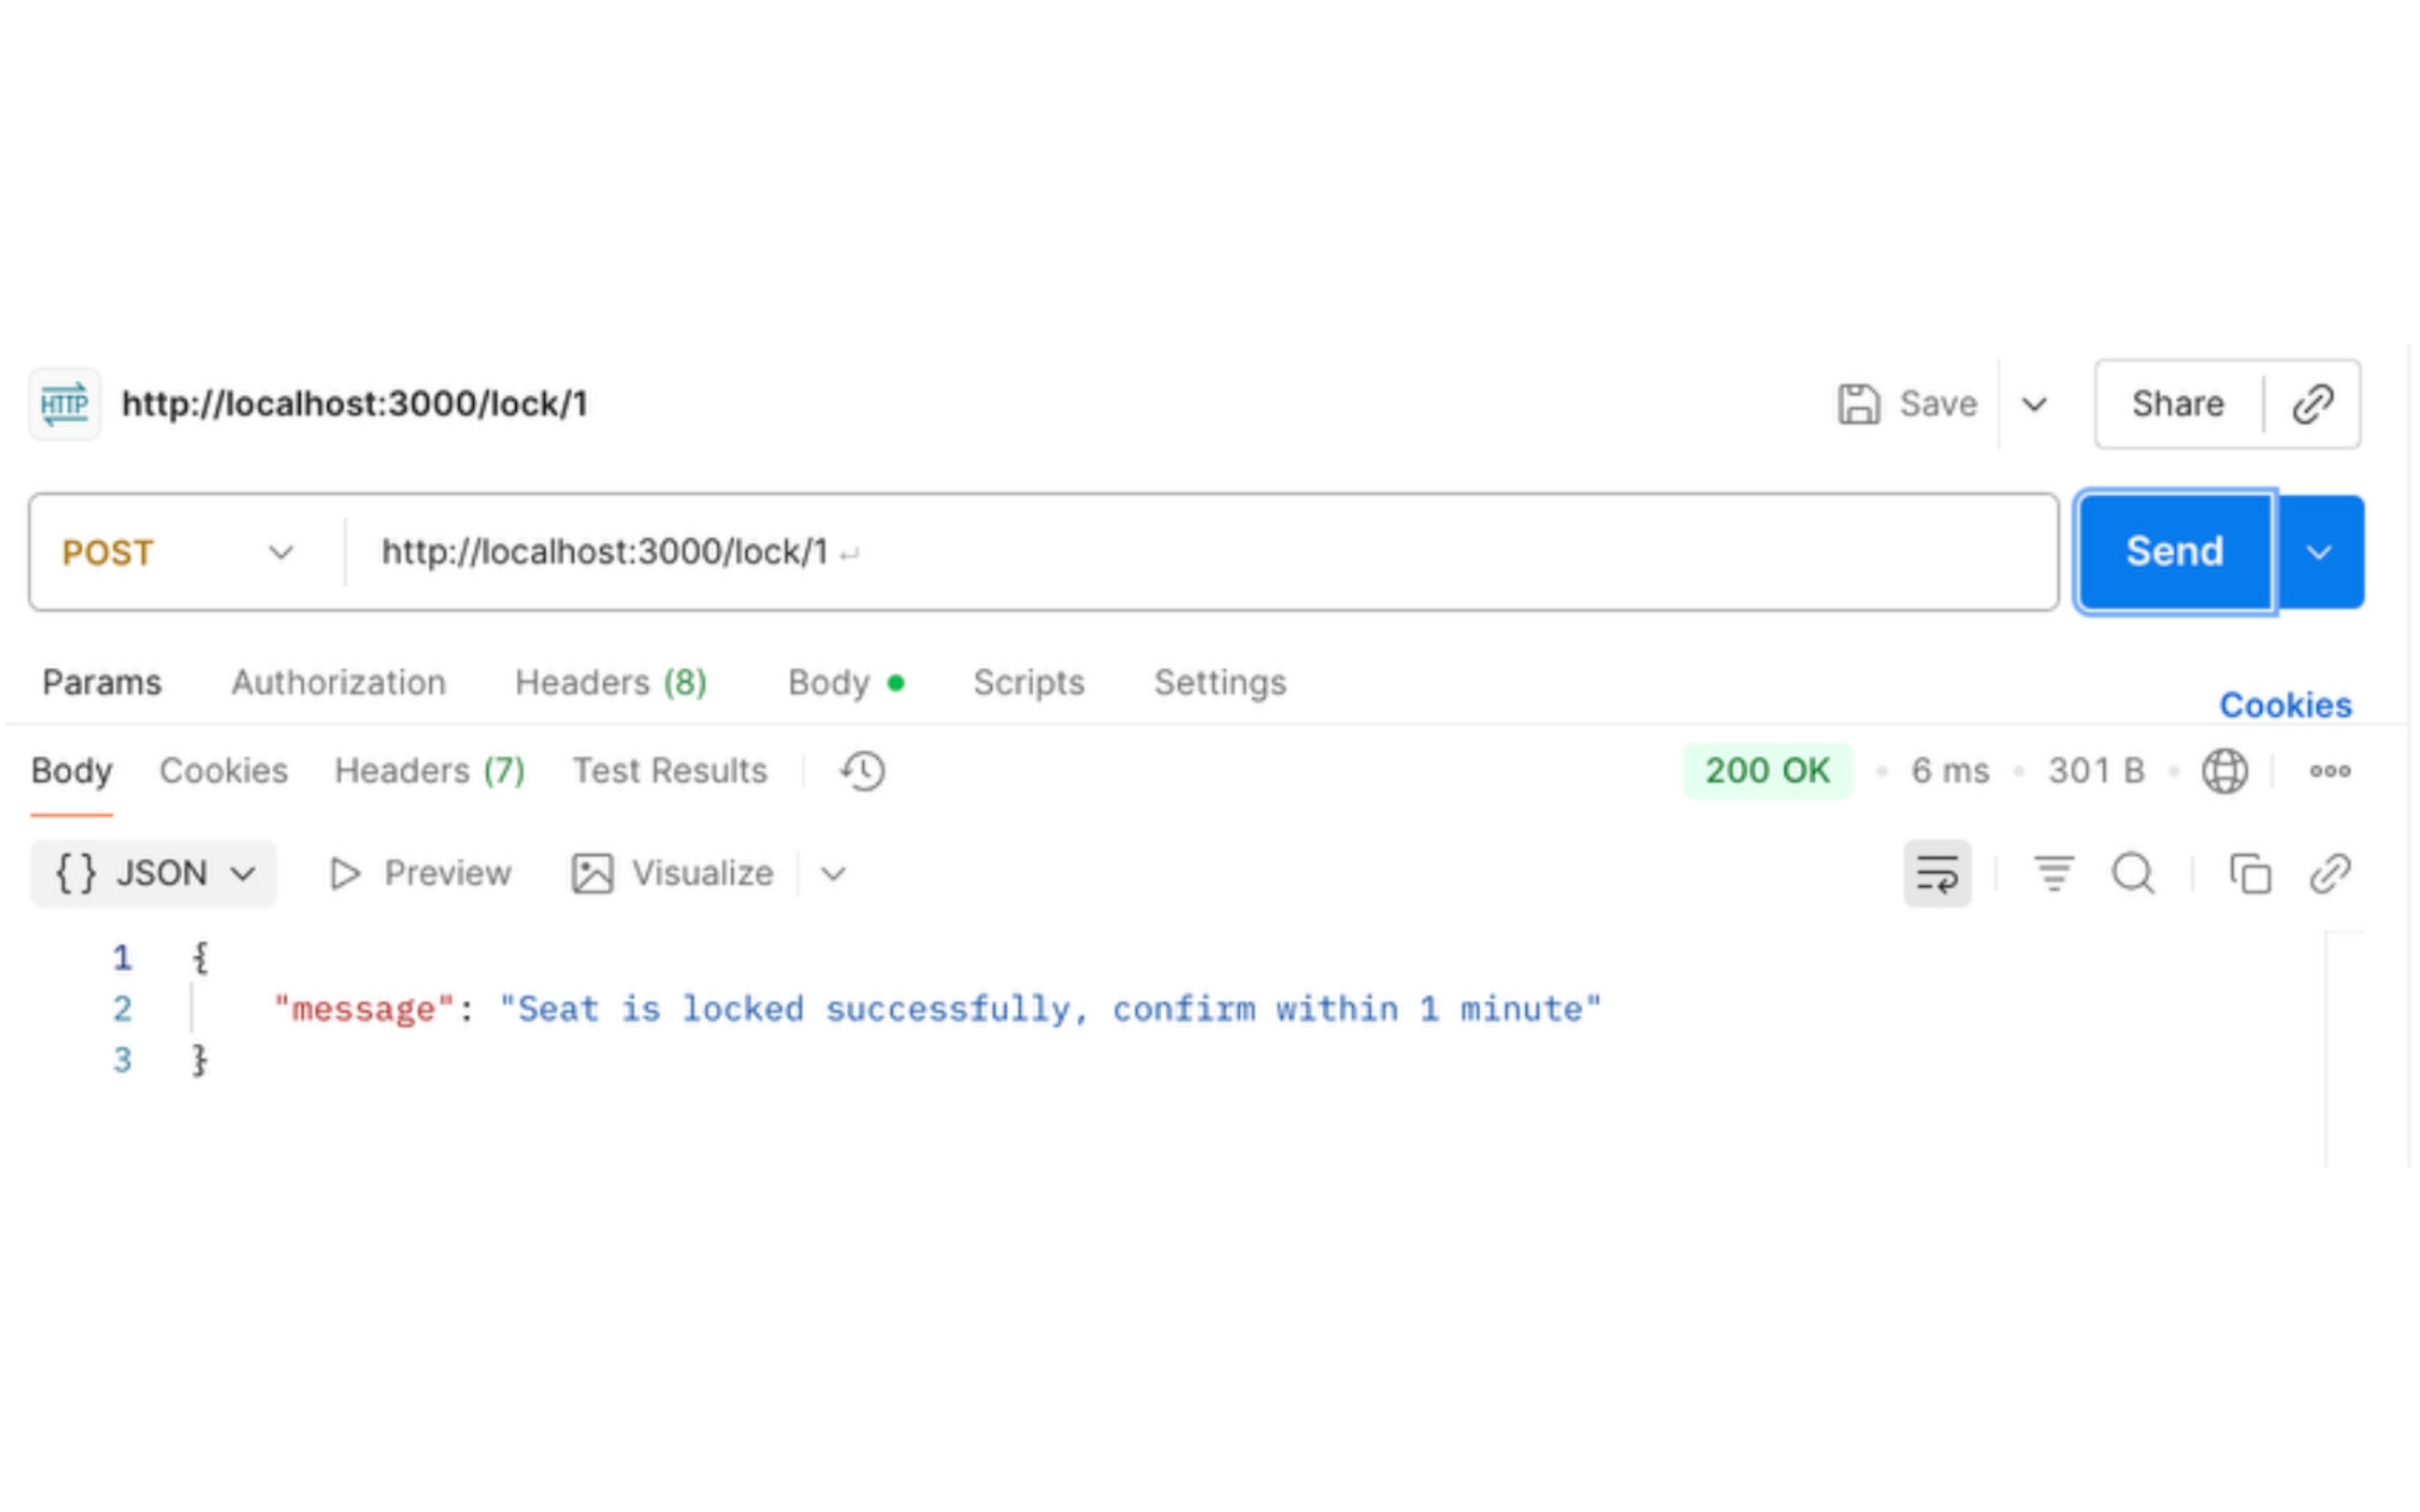 HTTP http://localhost:3000/lock/1 Save Share
POST http://localhost:3000/lock/1 Send
Params Authorization Headers (8) Body Scripts Settings Cookies
Body Cookies Headers (7) Test Results 200 OK 6 ms 301 B
{} JSON Preview Visualize
1 {
2 "message": "Seat is locked successfully, confirm within 1 minute"
3 }